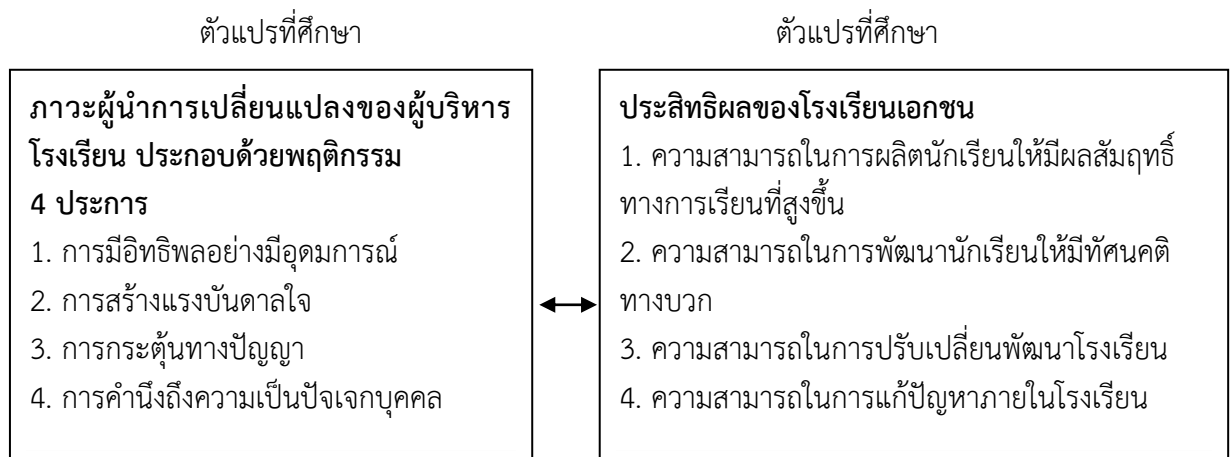 ตัวแปรที่ศึกษา
ภาวะผู้นำการเปลี่ยนแปลงของผู้บริหาร
โรงเรียน ประกอบด้วยพฤติกรรม
4 ประการ
1. การมีอิทธิพลอย่างมีอุดมการณ์
2. การสร้างแรงบันดาลใจ
3. การกระตุ้นทางปัญญา
4. การคำนึงถึงความเป็นปัจเจกบุคคล
ตัวแปรที่ศึกษา
ประสิทธิผลของโรงเรียนเอกชน
1. ความสามารถในการผลิตนักเรียนให้มีผลสัมฤทธิ์
ทางการเรียนที่สูงขึ้น
2. ความสามารถในการพัฒนานักเรียนให้มีทัศนคติ
ทางบวก
3. ความสามารถในการปรับเปลี่ยนพัฒนาโรงเรียน
4. ความสามารถในการแก้ปัญหาภายในโรงเรียน